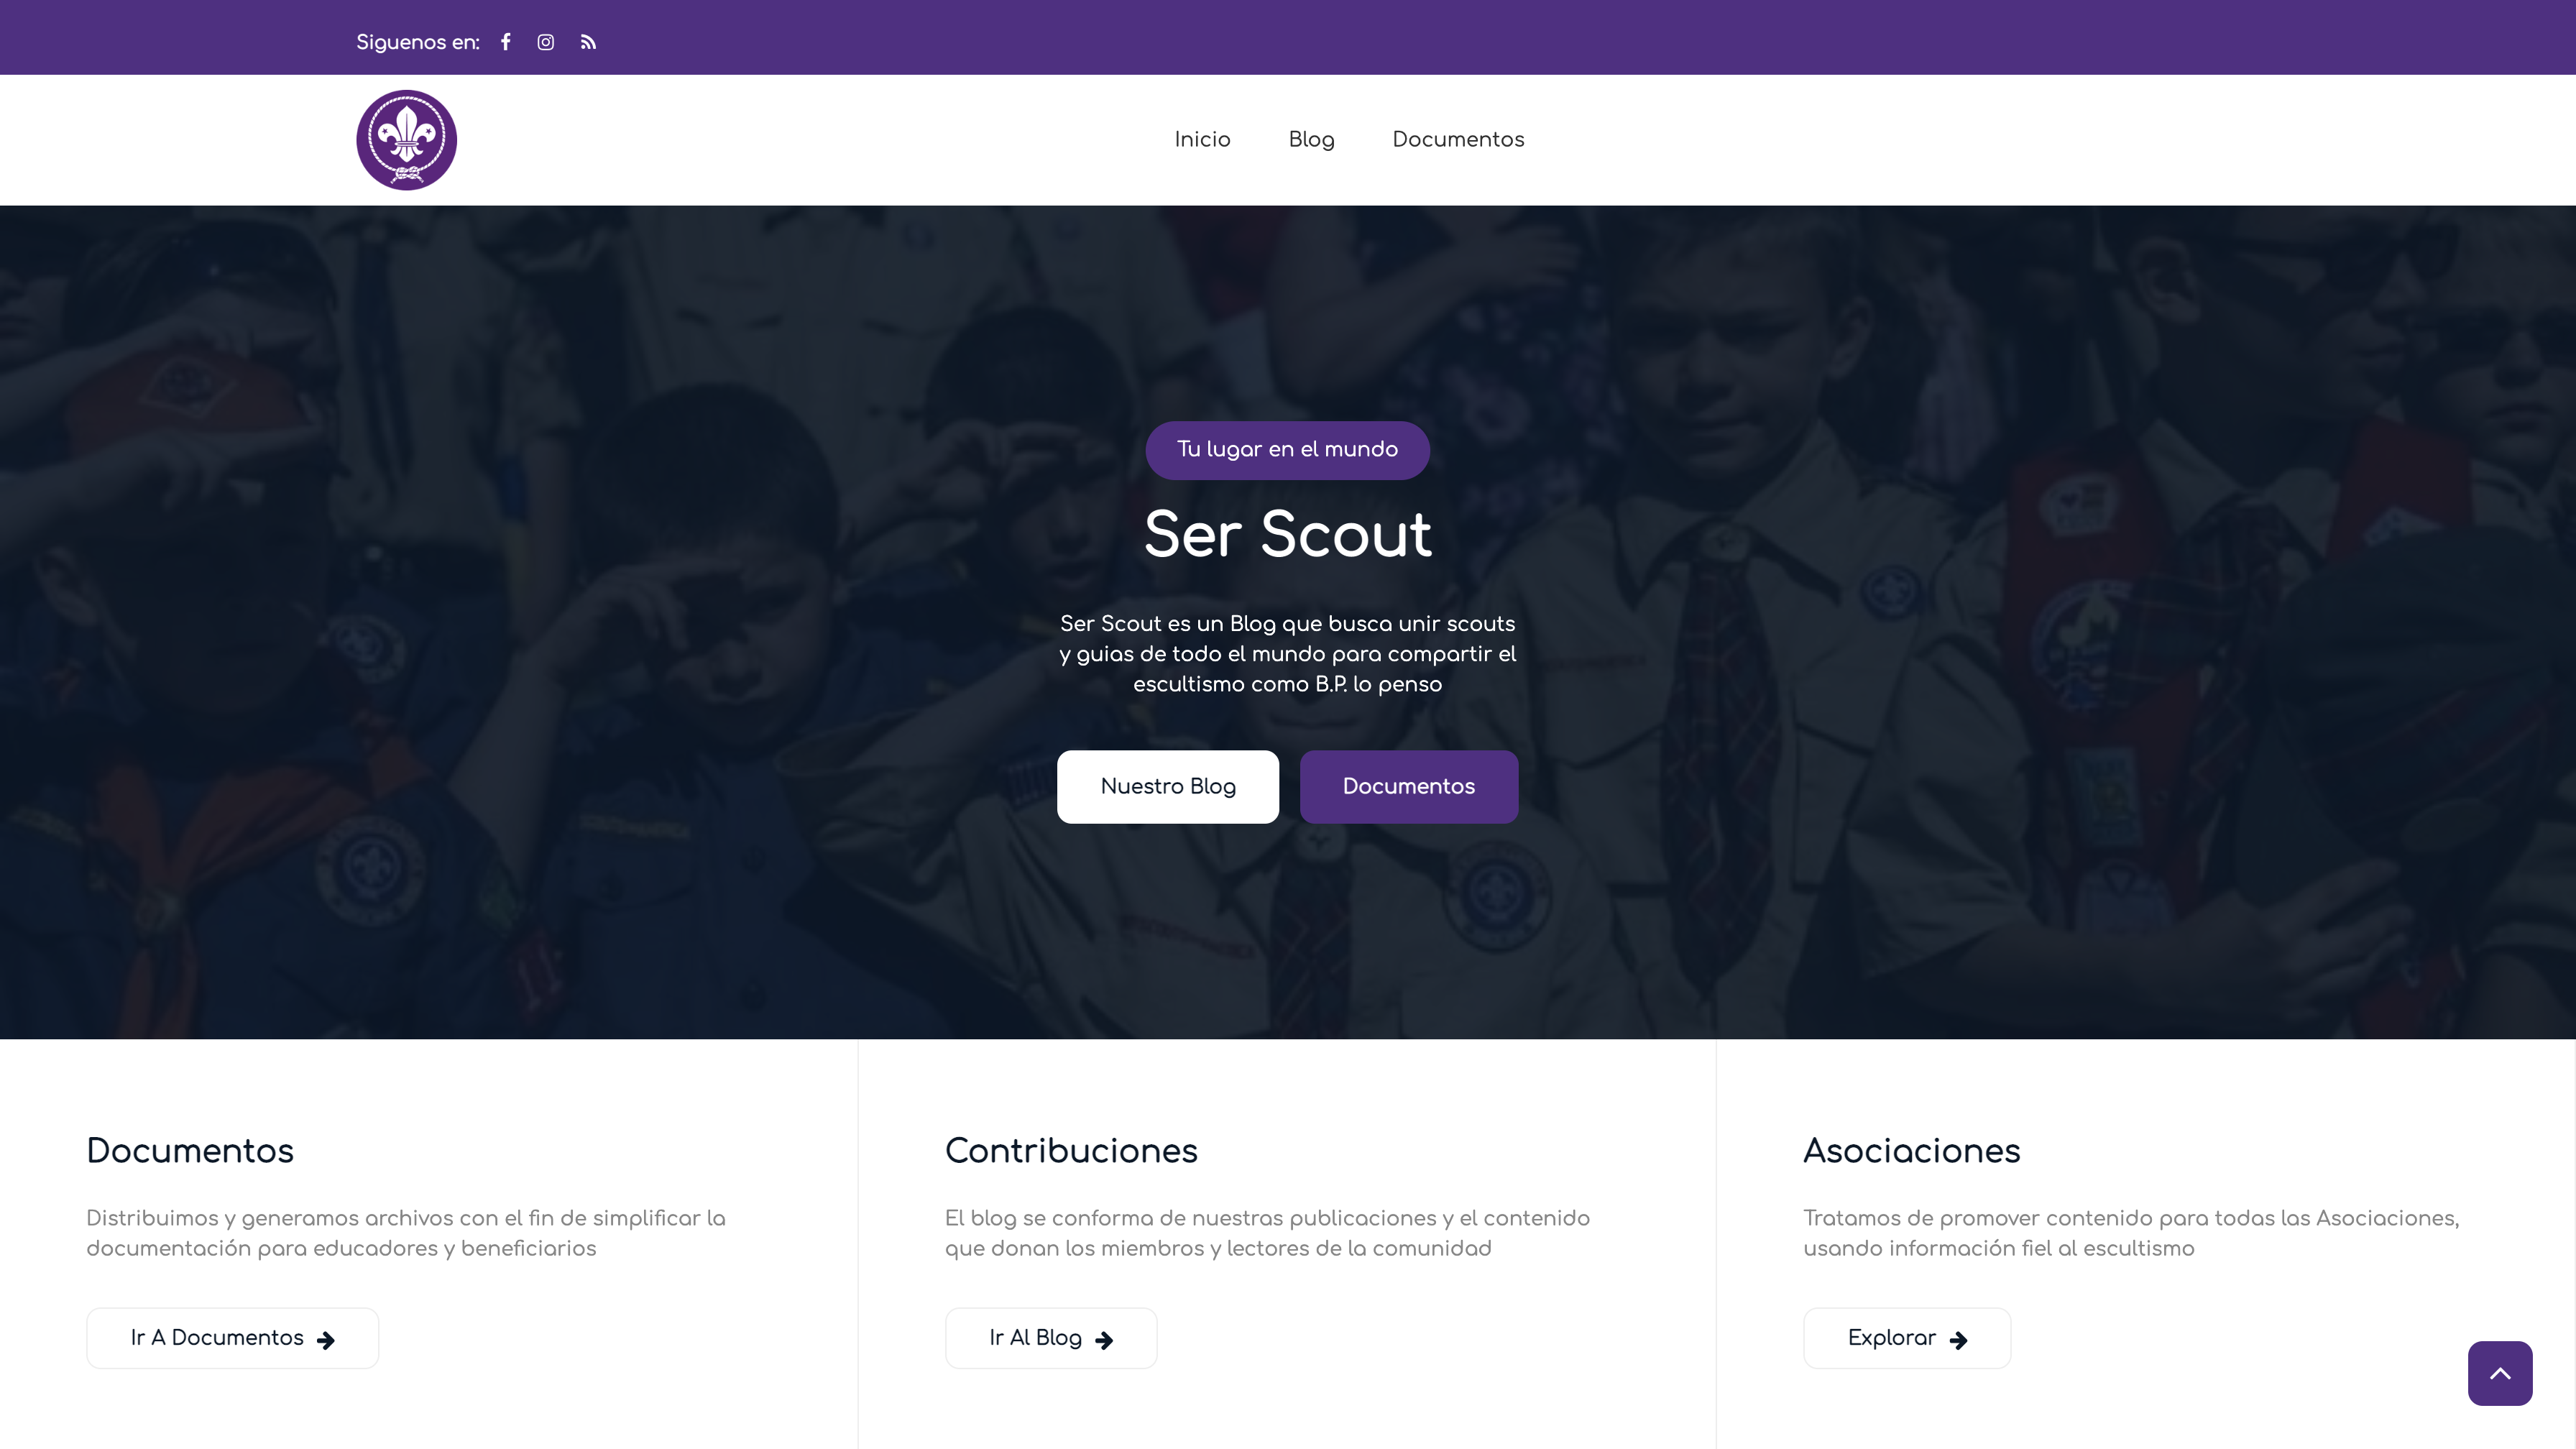 Siguenos en:
Inicio Blog Documentos
Tu lugar en el mundo
Ser Scout
Ser Scout es un Blog que busca unir scouts
y guias de todo el mundo para compartir el
escultismo como B.P. lo penso
Nuestro Blog Documentos
Documentos
Distribuimos y generamos archivos con el fin de simplificar la
documentación para educadores y beneficiarios
Ir A Documentos
Contribuciones
El blog se conforma de nuestras publicaciones y el contenido
que donan los miembros y lectores de la comunidad
Ir Al Blog
Asociaciones
Tratamos de promover contenido para todas las Asociaciones,
usando información fiel al escultismo
Explorar